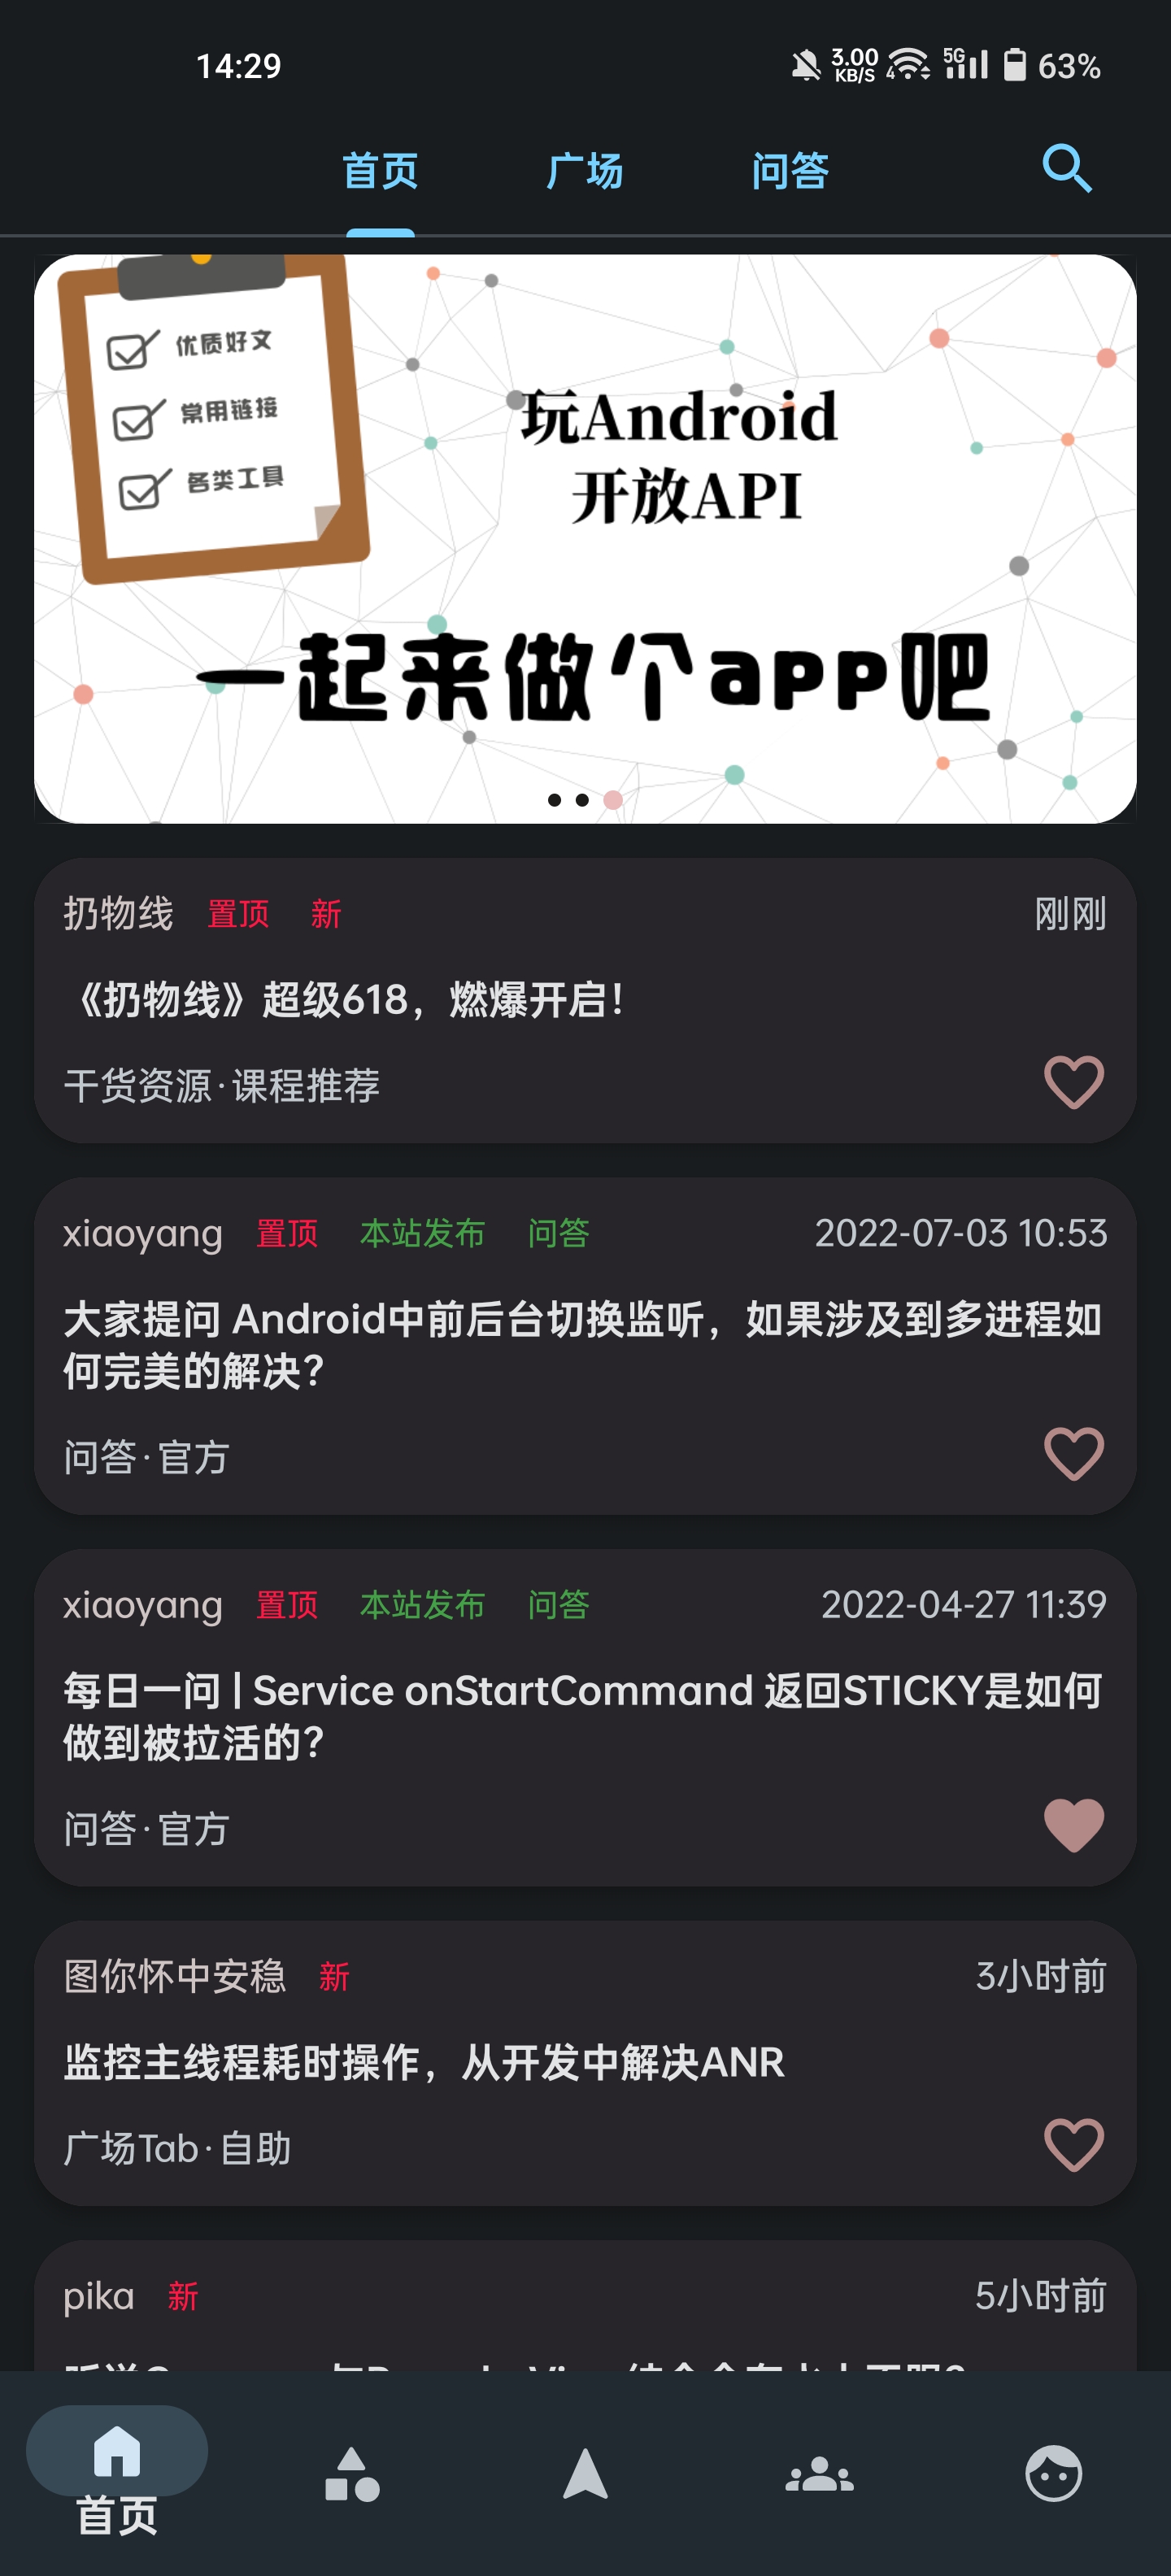 14:29 3.00 KB/S 4 5G 63%
首页 广场 问答
优质好文
常用链接
各类工具
玩Android
开放API
一起来做个app吧
扔物线 置顶 新 刚刚
《扔物线》超级618，燃爆开启！
干货资源·课程推荐
xiaoyang 置顶 本站发布 问答 2022-07-03 10:53
大家提问 Android中前后台切换监听，如果涉及到多进程如
何完美的解决？
问答·官方
xiaoyang 置顶 本站发布 问答 2022-04-27 11:39
每日一问 | Service onStartCommand 返回STICKY是如何
做到被拉活的？
问答·官方
图你怀中安稳 新 3小时前
监控主线程耗时操作，从开发中解决ANR
广场Tab·自助
pika 新 5小时前
首页